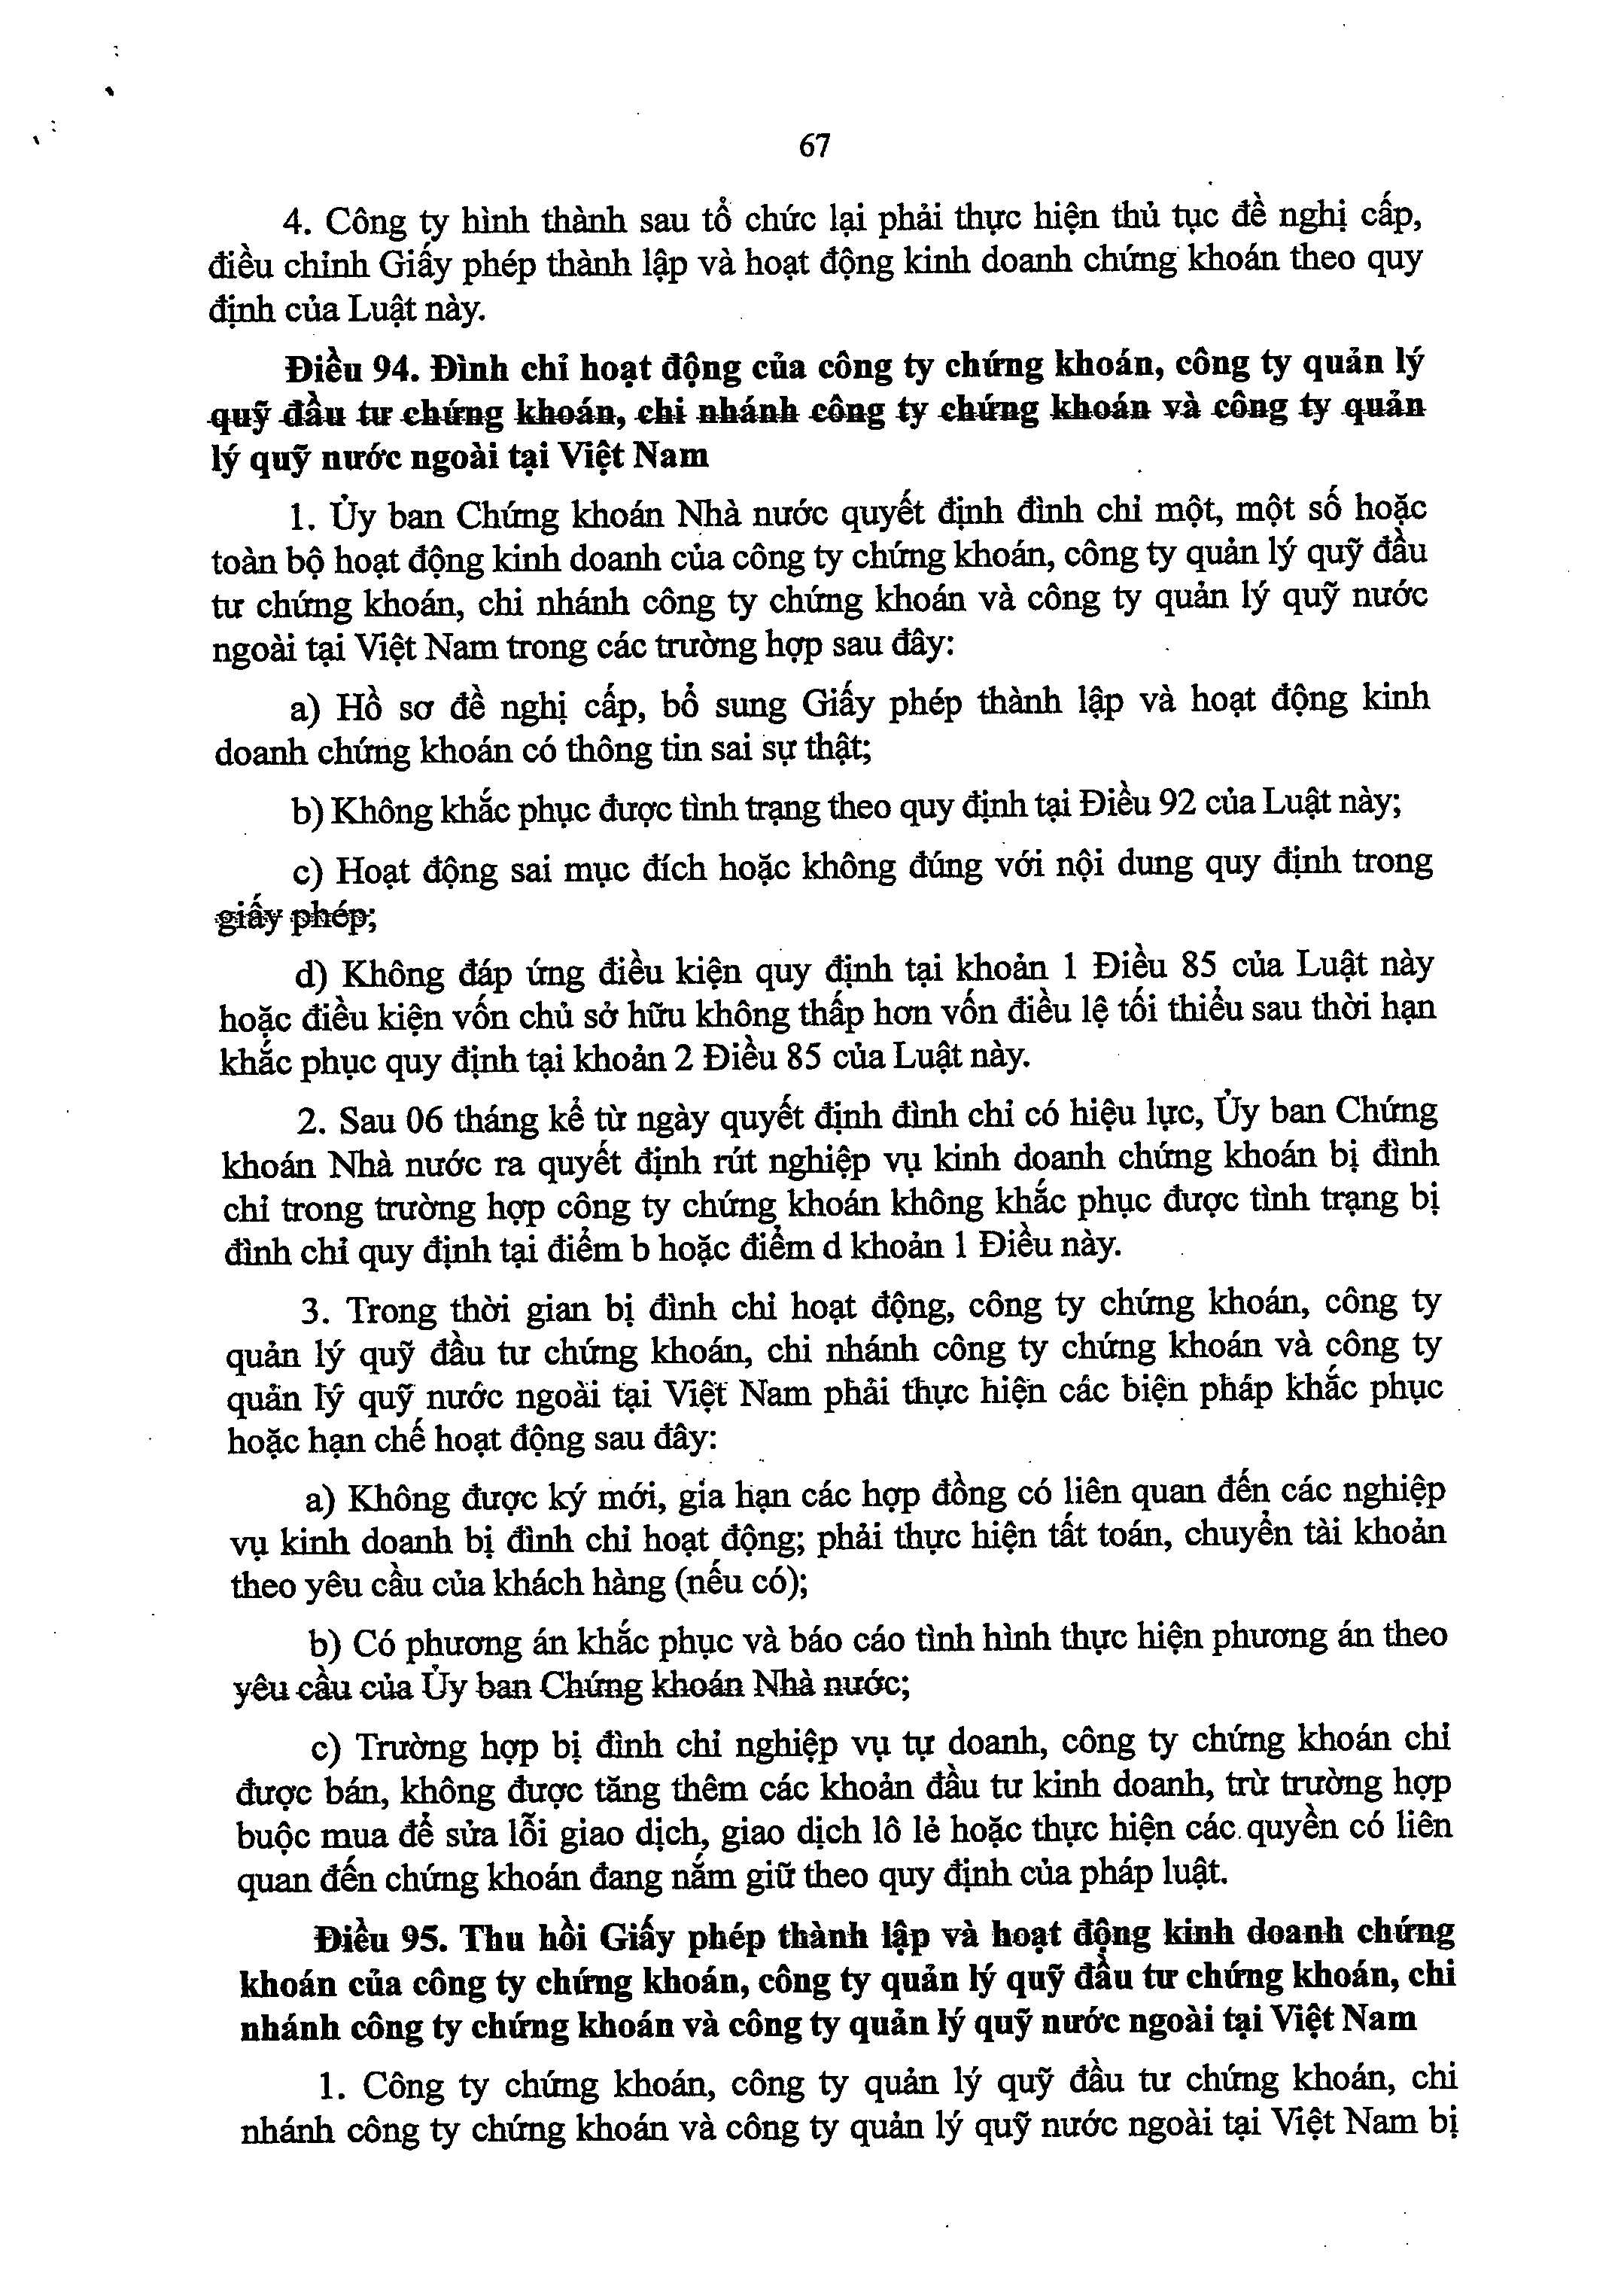 67
4. Công ty hình thành sau tổ chức lại phải thực hiện thủ tục đề nghị cấp,
điều chỉnh Giấy phép thành lập và hoạt động kinh doanh chứng khoán theo quy
định của Luật này.
Điều 94. Đình chỉ hoạt động của công ty chứng khoán, công ty quản lý
quỹ đầu tư chứng khoán, chi nhánh công ty chứng khoán và công ty quản
lý quỹ nước ngoài tại Việt Nam
1. Ủy ban Chứng khoán Nhà nước quyết định đình chỉ một, một số hoặc
toàn bộ hoạt động kinh doanh của công ty chứng khoán, công ty quản lý quỹ đầu
tư chứng khoán, chi nhánh công ty chứng khoán và công ty quản lý quỹ nước
ngoài tại Việt Nam trong các trường hợp sau đây:
a) Hồ sơ đề nghị cấp, bổ sung Giấy phép thành lập và hoạt động kinh
doanh chứng khoán có thông tin sai sự thật;
b) Không khắc phục được tình trạng theo quy định tại Điều 92 của Luật này;
c) Hoạt động sai mục đích hoặc không đúng với nội dung quy định trong
giấy phép;
d) Không đáp ứng điều kiện quy định tại khoản 1 Điều 85 của Luật này
hoặc điều kiện vốn chủ sở hữu không thấp hơn vốn điều lệ tối thiểu sau thời hạn
khắc phục quy định tại khoản 2 Điều 85 của Luật này.
2. Sau 06 tháng kể từ ngày quyết định đình chỉ có hiệu lực, Ủy ban Chứng
khoán Nhà nước ra quyết định rút nghiệp vụ kinh doanh chứng khoán bị đình
chỉ trong trường hợp công ty chứng khoán không khắc phục được tình trạng bị
đình chỉ quy định tại điểm b hoặc điểm d khoản 1 Điều này.
3. Trong thời gian bị đình chỉ hoạt động, công ty chứng khoán, công ty
quản lý quỹ đầu tư chứng khoán, chi nhánh công ty chứng khoán và công ty
quản lý quỹ nước ngoài tại Việt Nam phải thực hiện các biện pháp khắc phục
hoặc hạn chế hoạt động sau đây:
a) Không được ký mới, gia hạn các hợp đồng có liên quan đến các nghiệp
vụ kinh doanh bị đình chỉ hoạt động; phải thực hiện tất toán, chuyển tài khoản
theo yêu cầu của khách hàng (nếu có);
b) Có phương án khắc phục và báo cáo tình hình thực hiện phương án theo
yêu cầu của Ủy ban Chứng khoán Nhà nước;
c) Trường hợp bị đình chỉ nghiệp vụ tự doanh, công ty chứng khoán chỉ
được bán, không được tăng thêm các khoản đầu tư kinh doanh, trừ trường hợp
buộc mua để sửa lỗi giao dịch, giao dịch lô lẻ hoặc thực hiện các quyền có liên
quan đến chứng khoán đang nắm giữ theo quy định của pháp luật.
Điều 95. Thu hồi Giấy phép thành lập và hoạt động kinh doanh chứng
khoán của công ty chứng khoán, công ty quản lý quỹ đầu tư chứng khoán, chi
nhánh công ty chứng khoán và công ty quản lý quỹ nước ngoài tại Việt Nam
1. Công ty chứng khoán, công ty quản lý quỹ đầu tư chứng khoán, chi
nhánh công ty chứng khoán và công ty quản lý quỹ nước ngoài tại Việt Nam bị